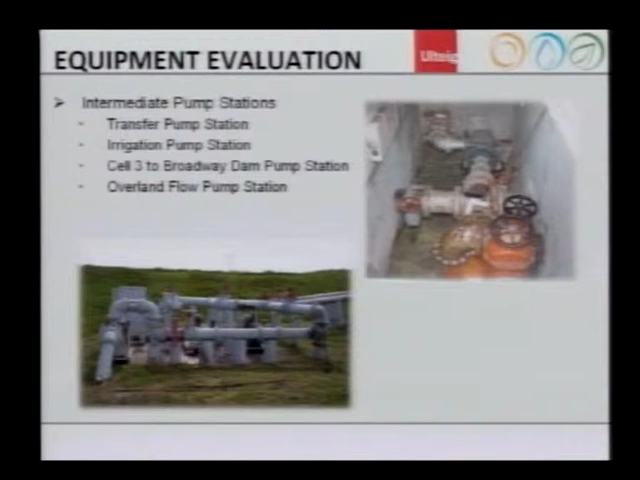 EQUIPMENT EVALUATION
➤ Intermediate Pump Stations
- Transfer Pump Station
- Irrigation Pump Station
- Cell 3 to Broadway Dam Pump Station
- Overland Flow Pump Station